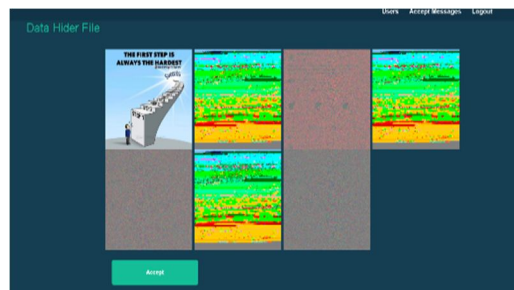 Users Accept Messages Logout
Data Hider File
THE FIRST STEP IS
ALWAYS THE HARDEST
Accept